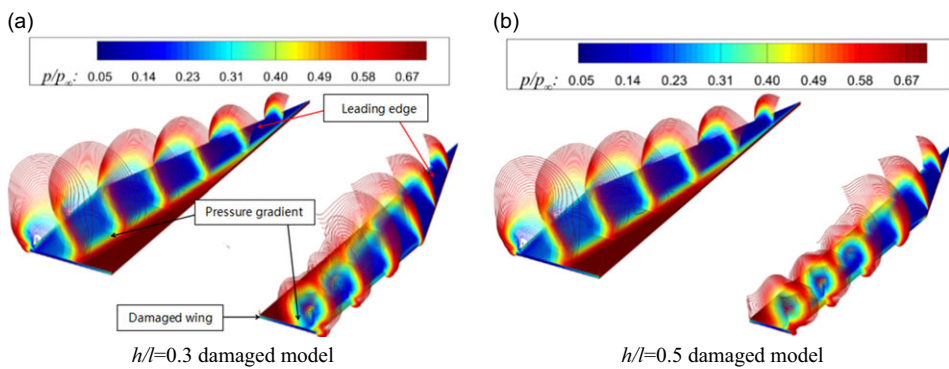 (a)
p/p∞: 0.05 0.14 0.23 0.31 0.40 0.49 0.58 0.67
Leading edge
Pressure gradient
Damaged wing
h/l=0.3 damaged model
(b)
p/p∞: 0.05 0.14 0.23 0.31 0.40 0.49 0.58 0.67
h/l=0.5 damaged model